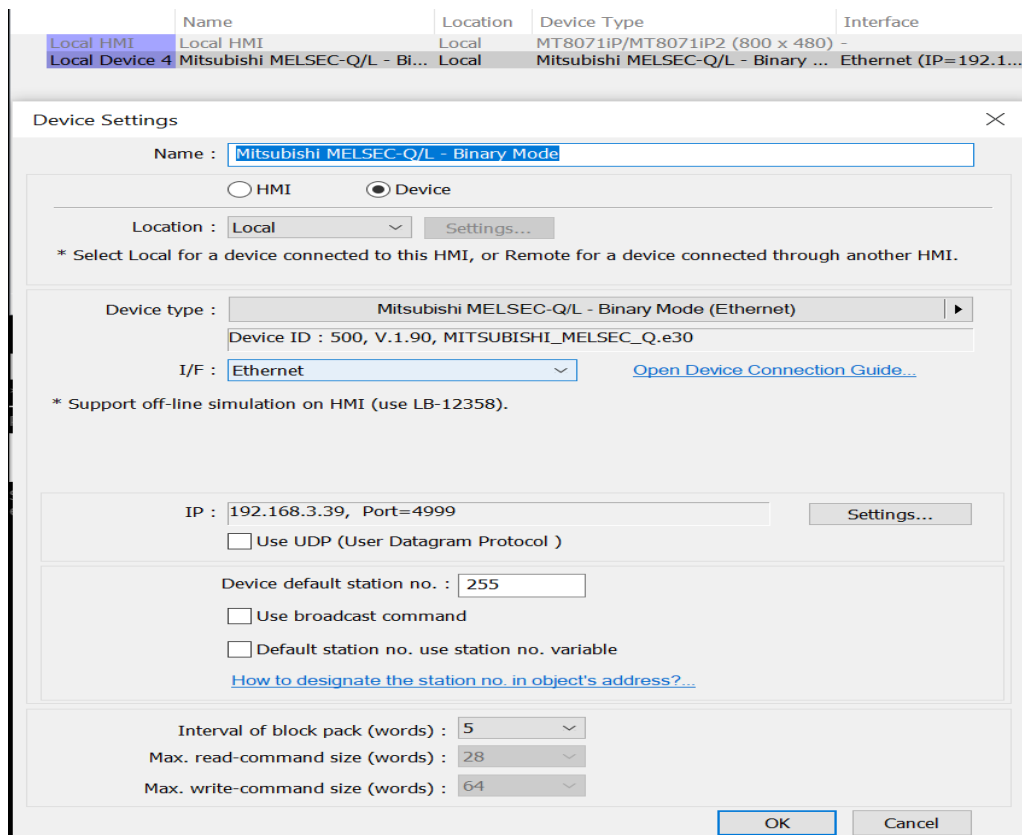 Name Location Device Type Interface
Local HMI Local HMI Local MT8071iP/MT8071iP2 (800 x 480) -
Local Device 4 Mitsubishi MELSEC-Q/L - Bi... Local Mitsubishi MELSEC-Q/L - Binary ... Ethernet (IP=192.1...
Device Settings
Name : Mitsubishi MELSEC-Q/L - Binary Mode
HMI Device
Location : Local Settings...
* Select Local for a device connected to this HMI, or Remote for a device connected through another HMI.
Device type : Mitsubishi MELSEC-Q/L - Binary Mode (Ethernet)
Device ID : 500, V.1.90, MITSUBISHI_MELSEC_Q.e30
I/F : Ethernet Open Device Connection Guide...
* Support off-line simulation on HMI (use LB-12358).
IP : 192.168.3.39, Port=4999 Settings...
Use UDP (User Datagram Protocol )
Device default station no. : 255
Use broadcast command
Default station no. use station no. variable
How to designate the station no. in object's address?...
Interval of block pack (words) : 5
Max. read-command size (words) : 28
Max. write-command size (words) : 64
OK Cancel